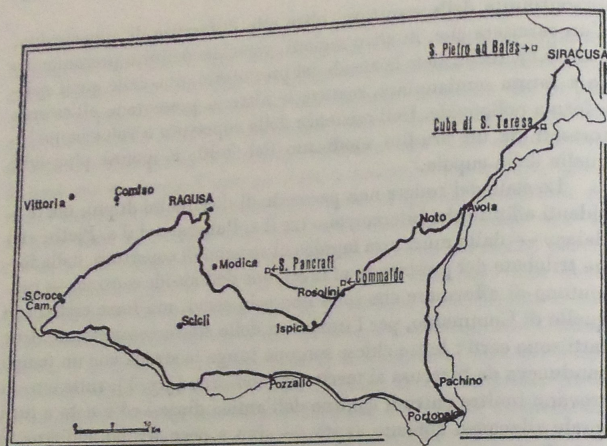 S. Pietro ad Baias
SIRACUSA
Cuba di S. Teresa
Vittoria
Comiso
RAGUSA
Avola
Noto
Modica
S. Pancrati
Commaldo
S. Croce
Cam.
Rosolini
Scicli
Ispica
Pozzallo
Pachino
Portopalo